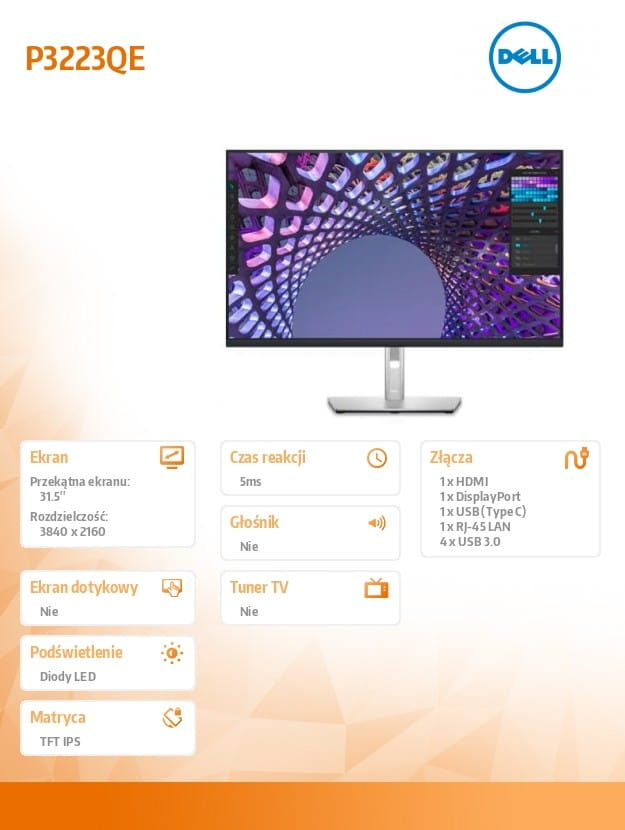 P3223QE
DELL
Ekran
Przekątna ekranu:
31.5"
Rozdzielczość:
3840 x 2160
Czas reakcji
5ms
Głośnik
Nie
Złącza
1 x HDMI
1 x DisplayPort
1 x USB (Type C)
1 x RJ-45 LAN
4 x USB 3.0
Ekran dotykowy
Nie
Tuner TV
Nie
Podświetlenie
Diody LED
Matryca
TFT IPS